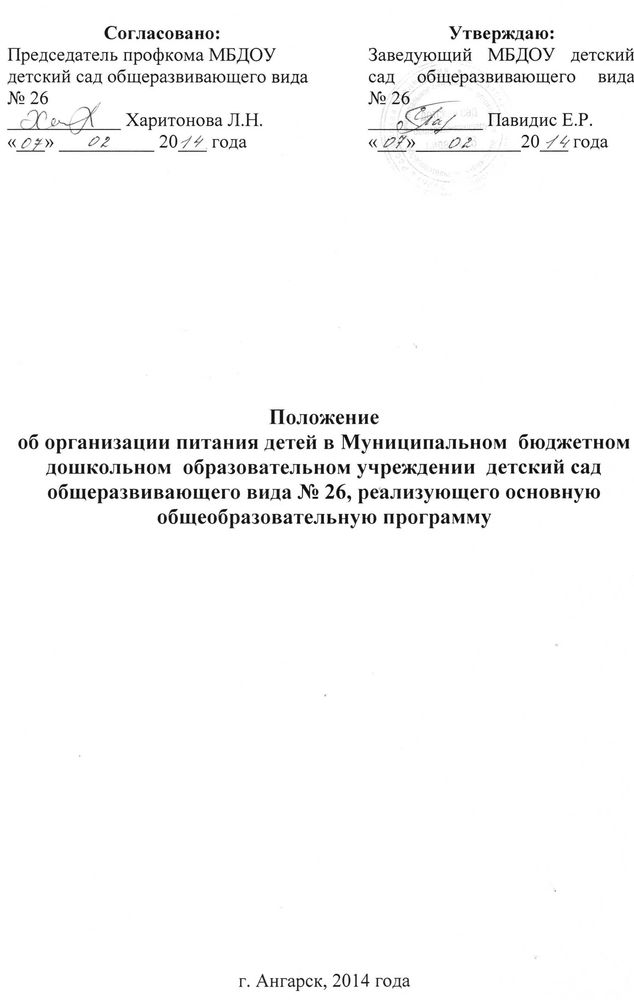 Согласовано:
Председатель профкома МБДОУ
детский сад общеразвивающего вида
№ 26
____________ Харитонова Л.Н.
«07» 02 2014 года
Утверждаю:
Заведующий МБДОУ детский
сад общеразвивающего вида
№ 26
____________ Павидис Е.Р.
«07» 02 2014 года
Положение
об организации питания детей в Муниципальном бюджетном
дошкольном образовательном учреждении детский сад
общеразвивающего вида № 26, реализующего основную
общеобразовательную программу
г. Ангарск, 2014 года